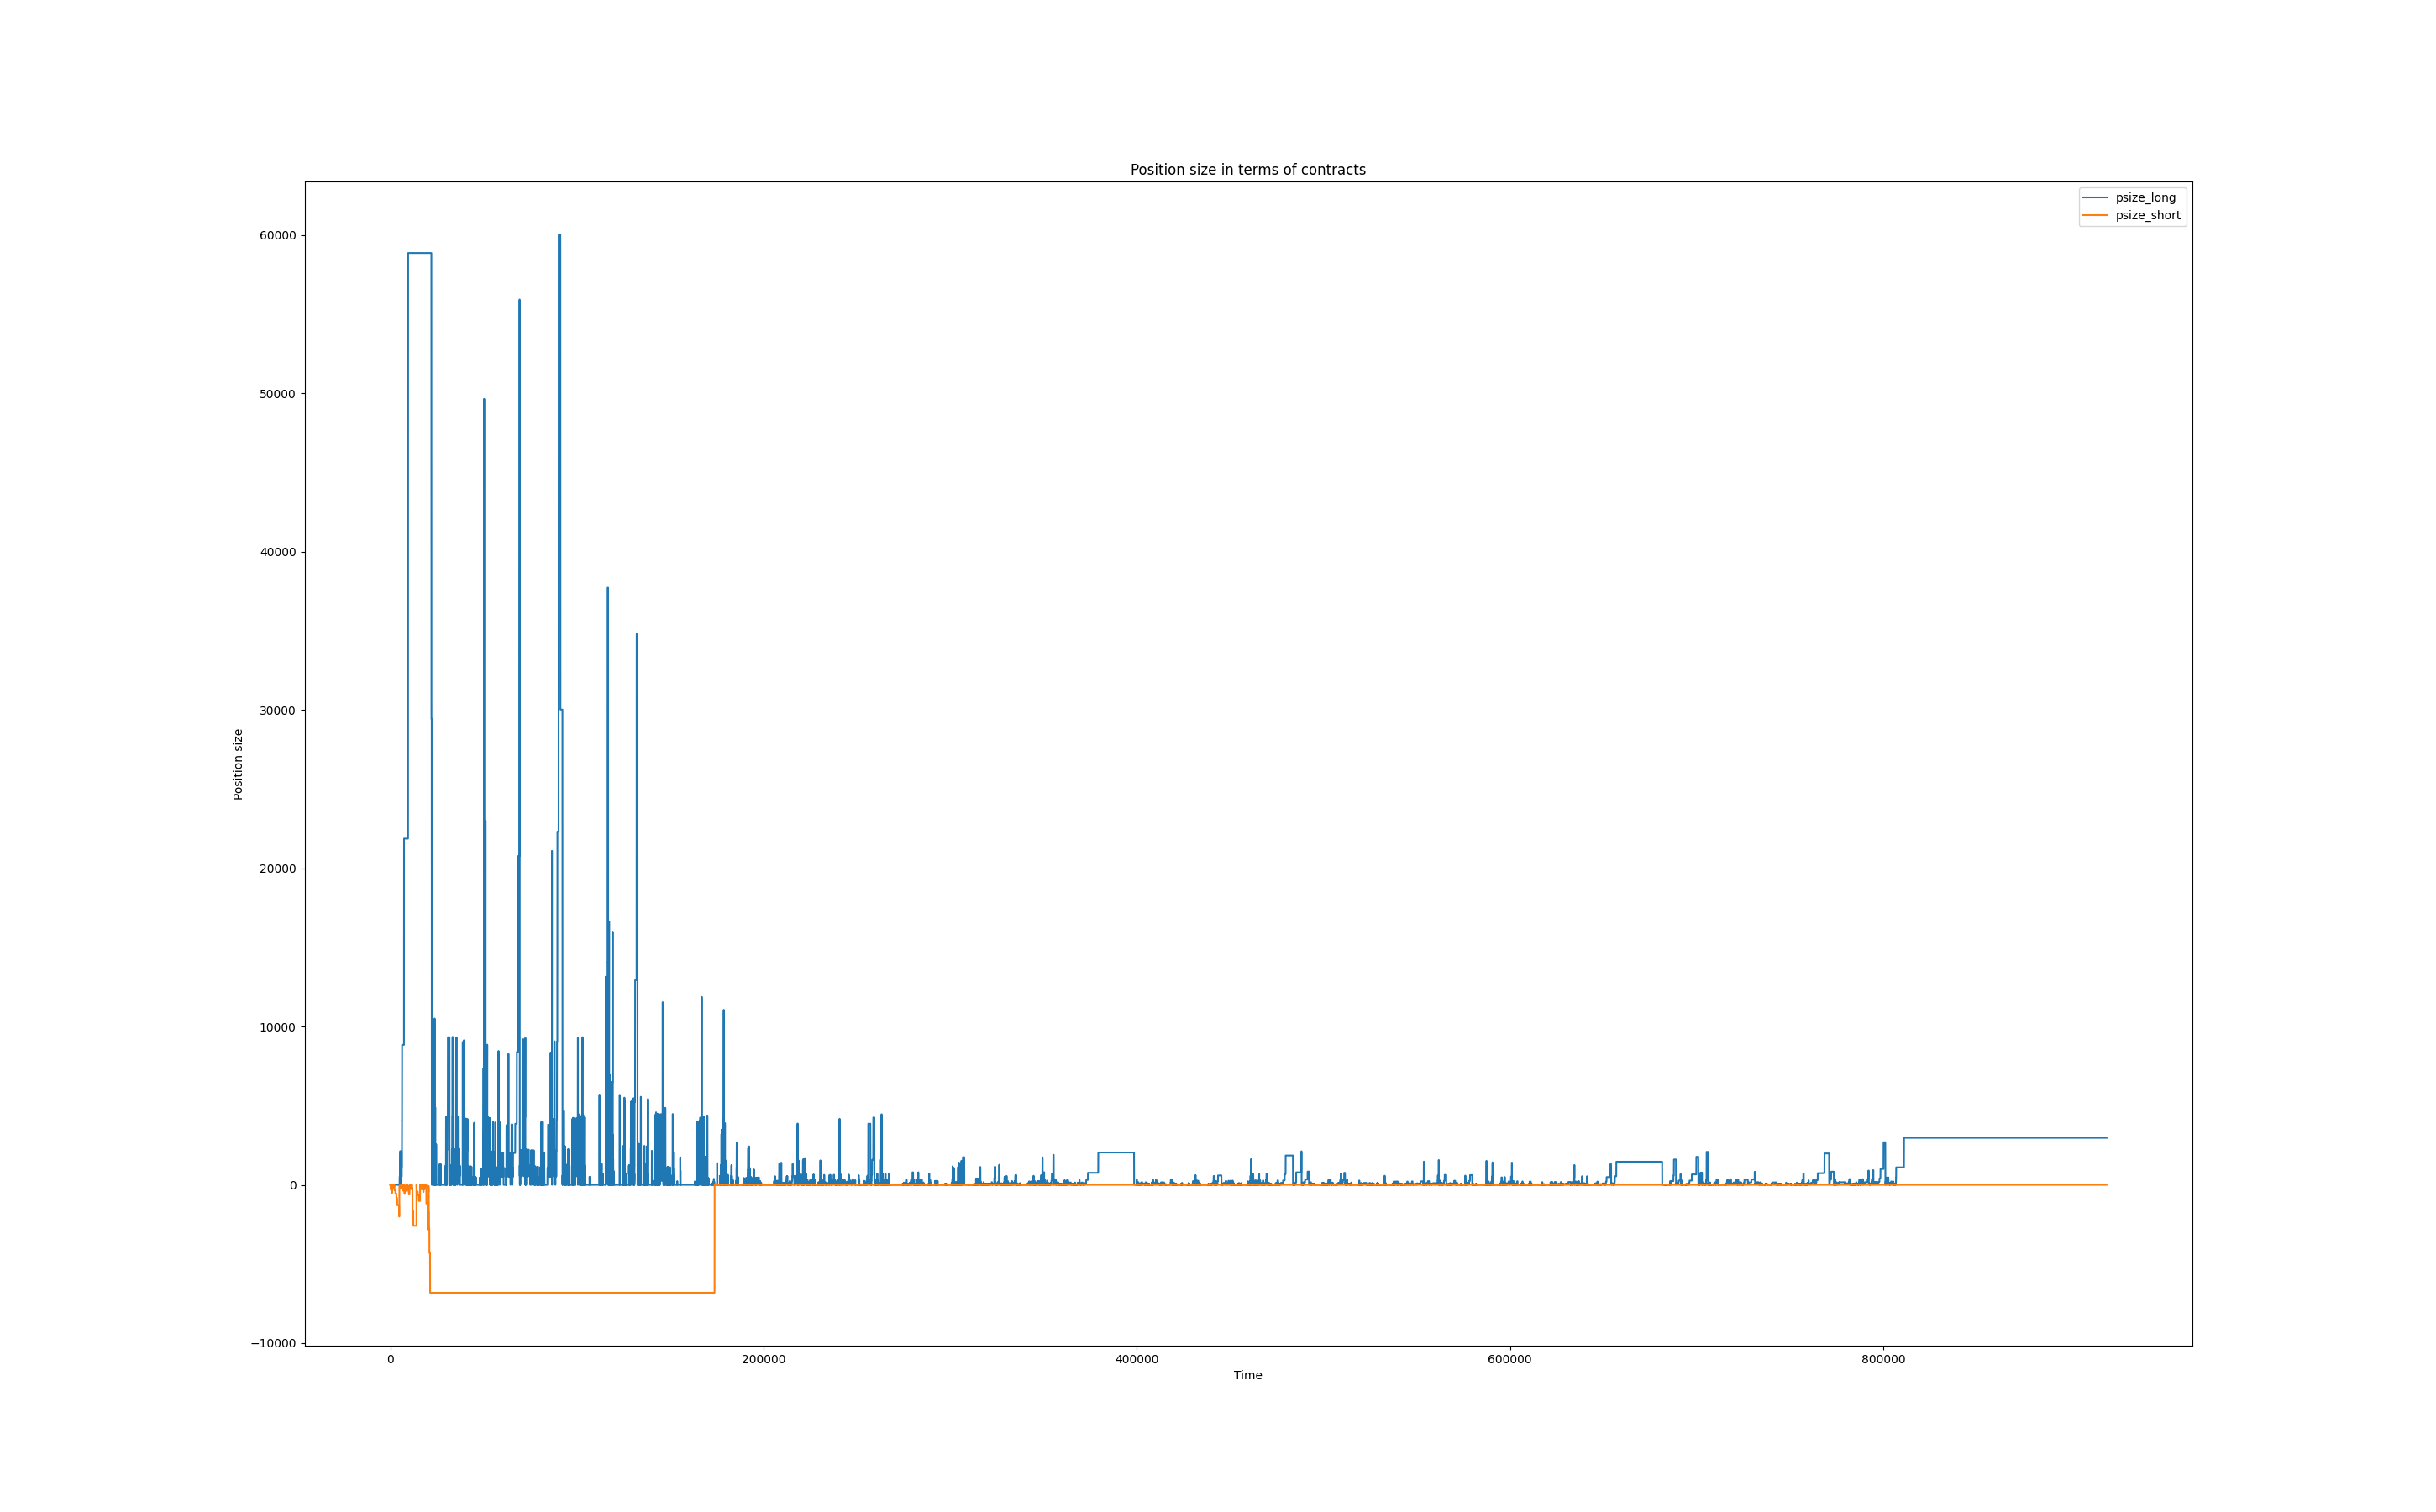 Position size in terms of contracts
psize_long
psize_short
60000
50000
40000
30000
20000
10000
0
−10000
Position size
0
200000
400000
600000
800000
Time